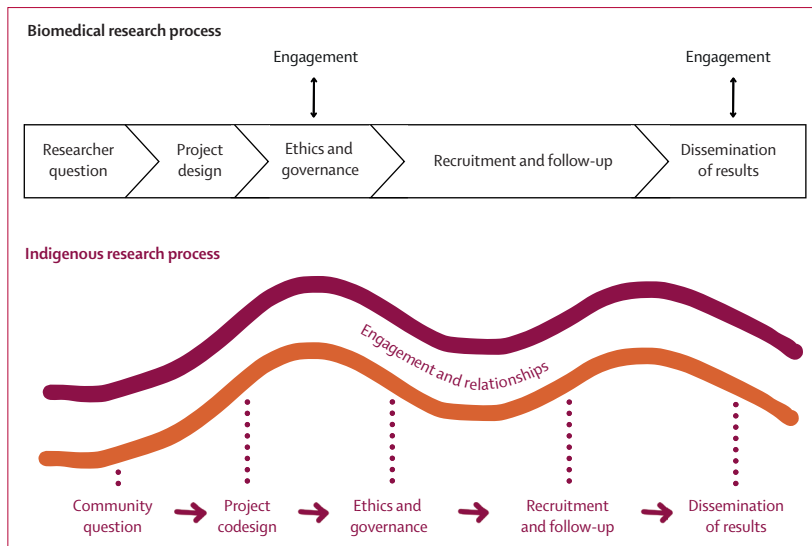 Biomedical research process
Engagement
Engagement
Researcher
question
Project
design
Ethics and
governance
Recruitment and follow-up
Dissemination
of results
Indigenous research process
Engagement and relationships
Community
question
Project
codesign
Ethics and
governance
Recruitment
and follow-up
Dissemination
of results